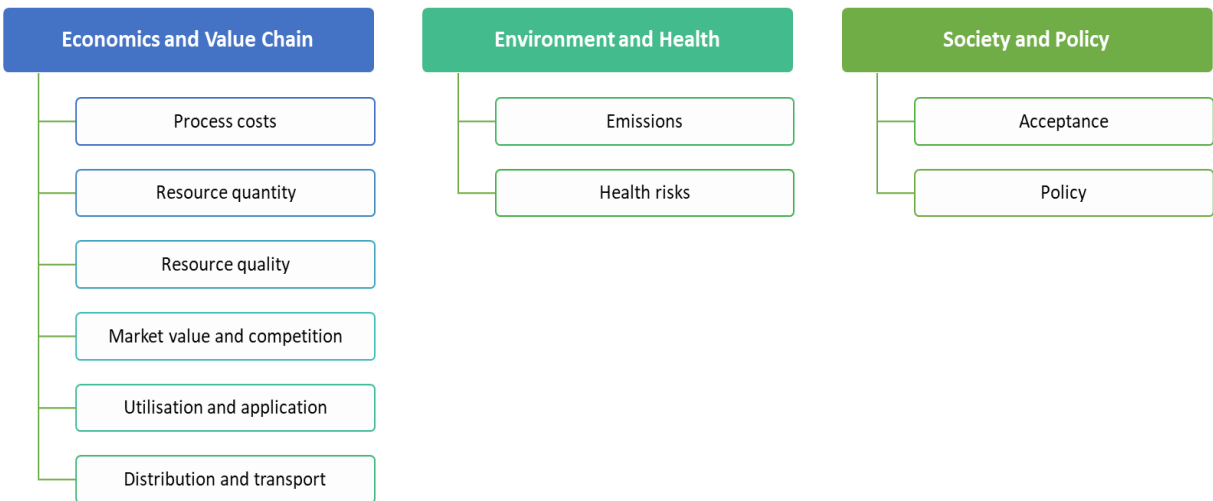 Economics and Value Chain
Process costs
Resource quantity
Resource quality
Market value and competition
Utilisation and application
Distribution and transport
Environment and Health
Emissions
Health risks
Society and Policy
Acceptance
Policy